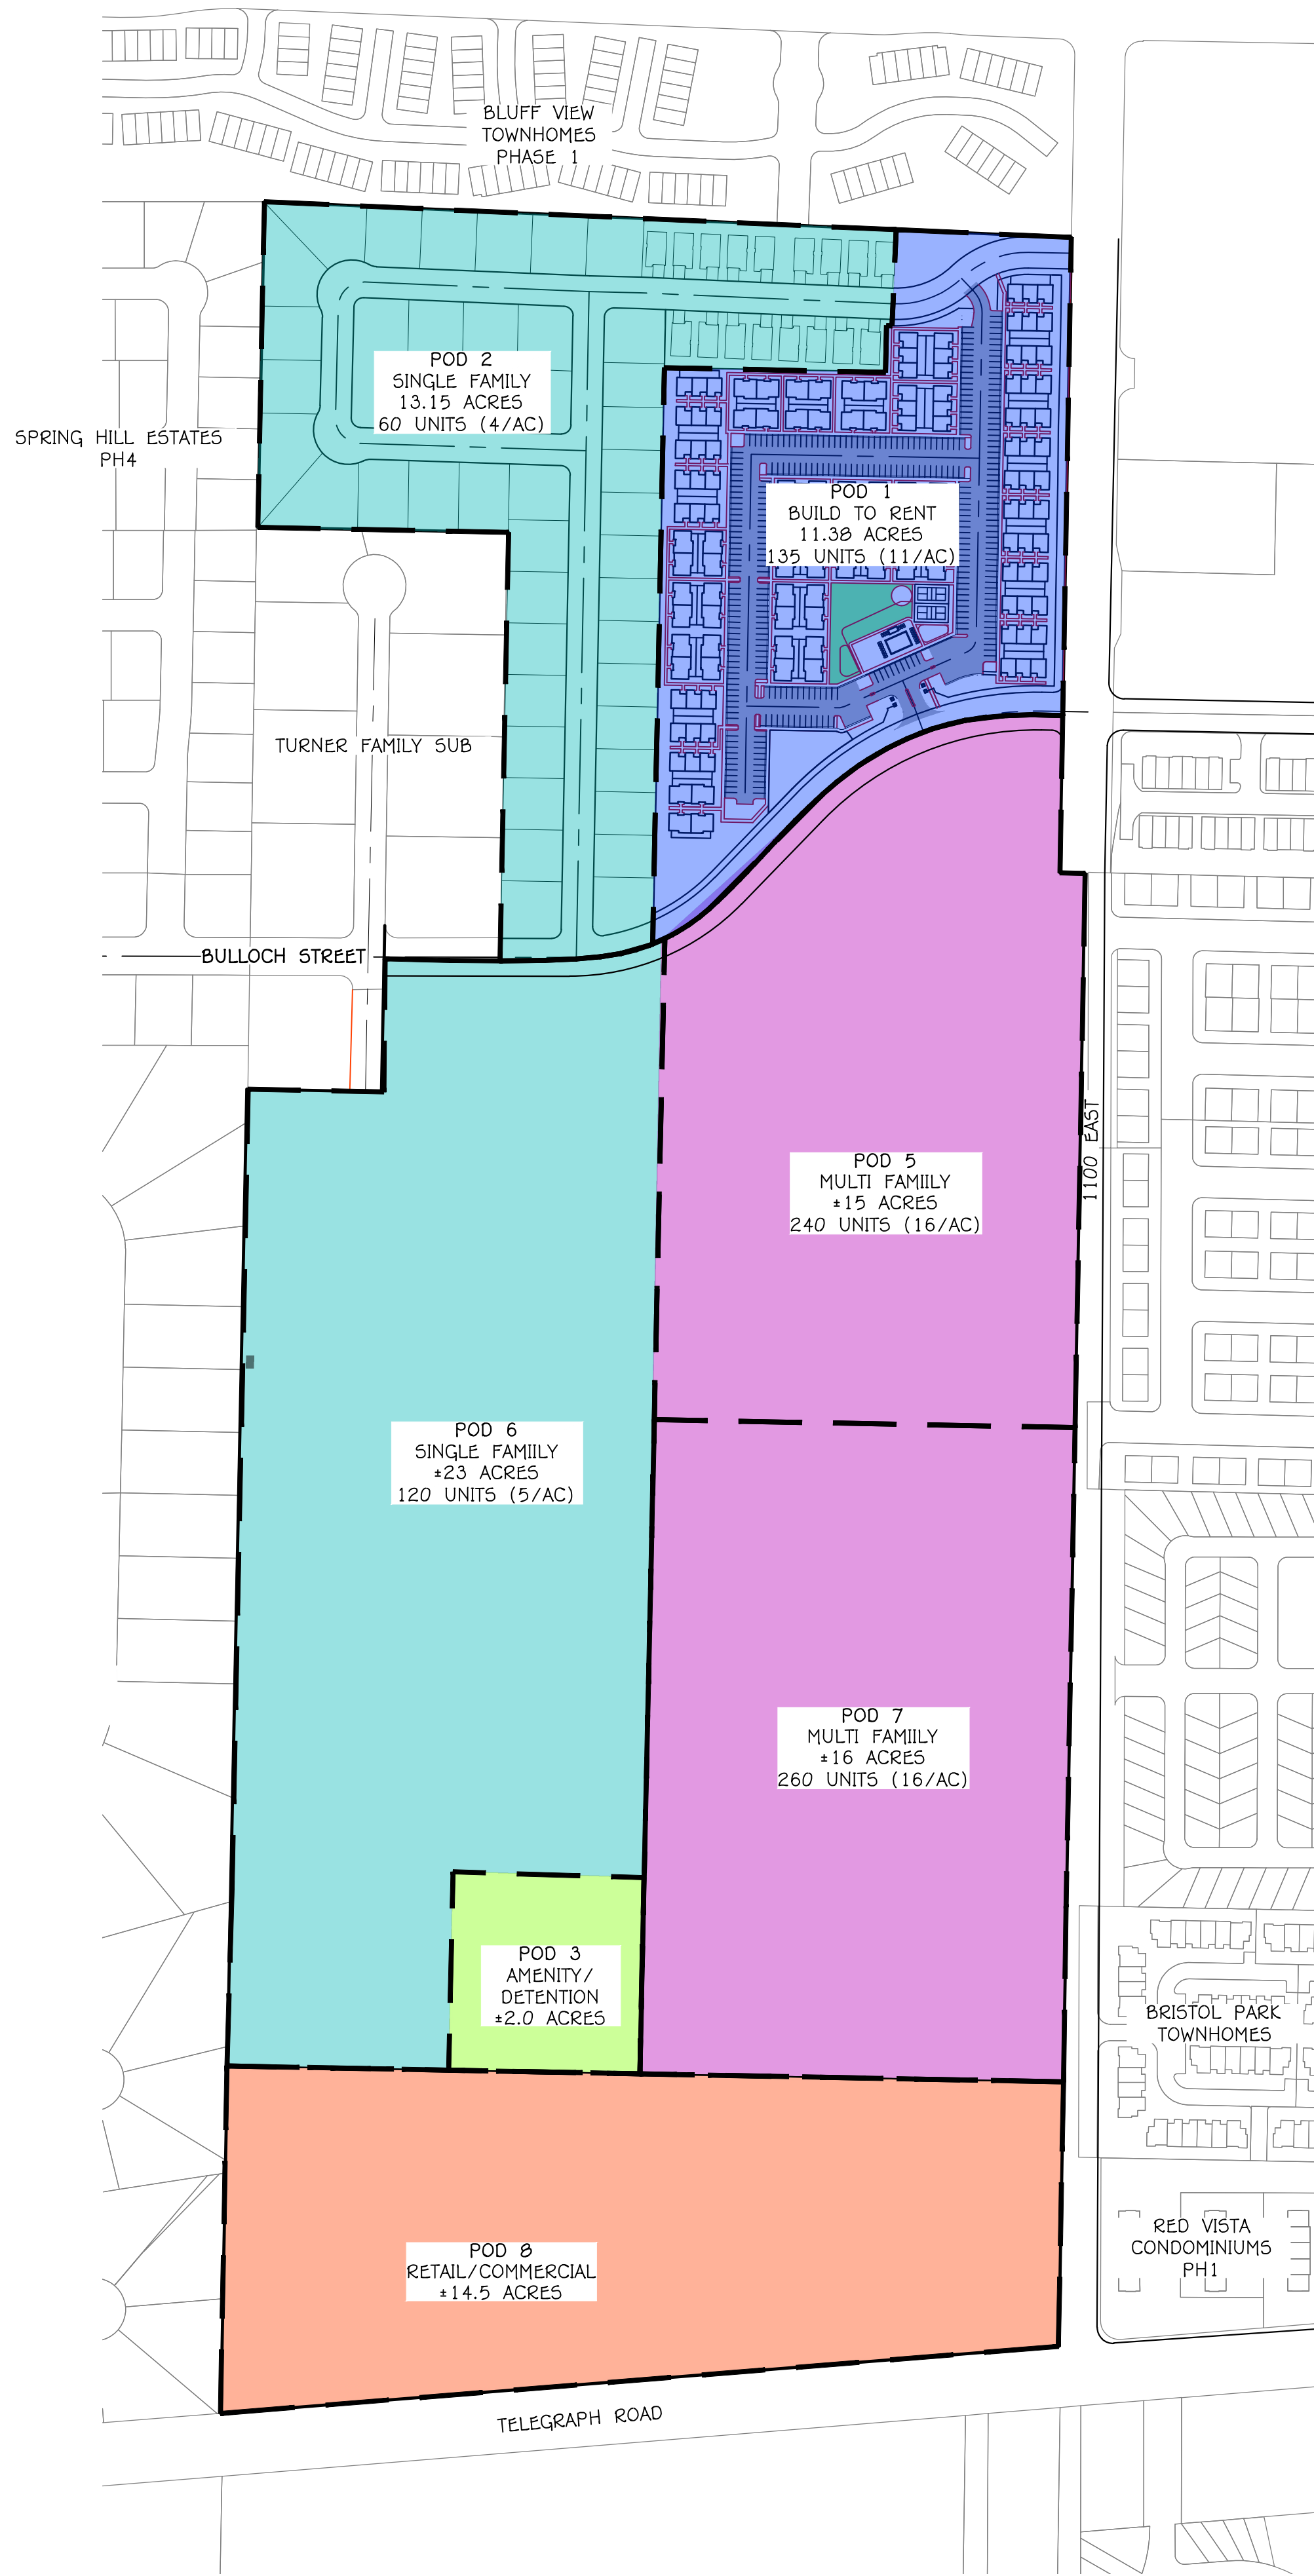 BLUFF VIEW
TOWNHOMES
PHASE 1
POD 2
SINGLE FAMILY
13.15 ACRES
60 UNITS (4/AC)
SPRING HILL ESTATES
PH4
POD 1
BUILD TO RENT
11.38 ACRES
135 UNITS (11/AC)
TURNER FAMILY SUB
BULLOCH STREET
1100 EAST
POD 5
MULTI FAMIILY
±15 ACRES
240 UNITS (16/AC)
POD 6
SINGLE FAMIILY
±23 ACRES
120 UNITS (5/AC)
POD 7
MULTI FAMIILY
±16 ACRES
260 UNITS (16/AC)
POD 3
AMENITY/
DETENTION
±2.0 ACRES
BRISTOL PARK
TOWNHOMES
RED VISTA
CONDOMINIUMS
PH1
POD 8
RETAIL/COMMERCIAL
±14.5 ACRES
TELEGRAPH ROAD